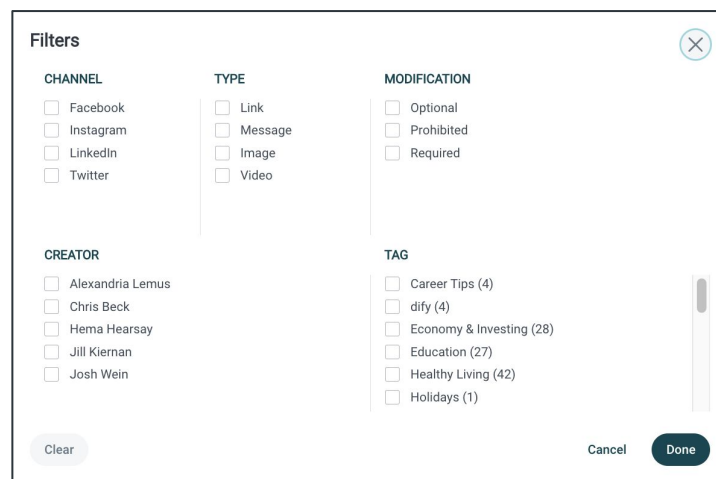 Filters
CHANNEL
Facebook
Instagram
LinkedIn
Twitter
TYPE
Link
Message
Image
Video
MODIFICATION
Optional
Prohibited
Required
CREATOR
Alexandria Lemus
Chris Beck
Hema Hearsay
Jill Kiernan
Josh Wein
TAG
Career Tips (4)
dify (4)
Economy & Investing (28)
Education (27)
Healthy Living (42)
Holidays (1)
Clear
Cancel
Done